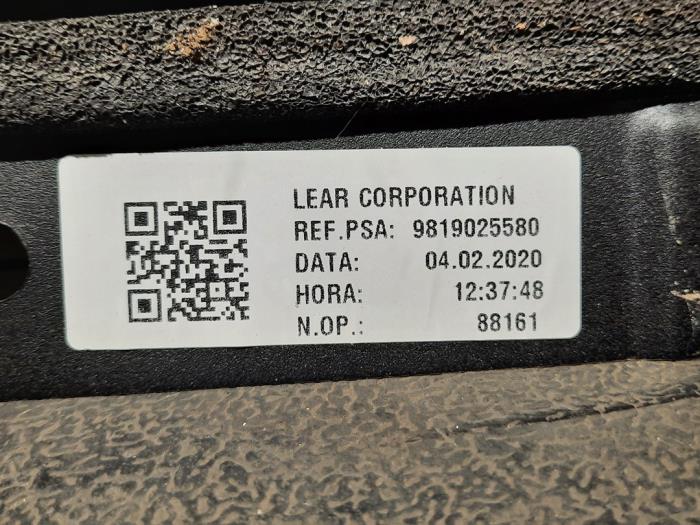 LEAR CORPORATION
REF.PSA: 9819025580
DATA: 04.02.2020
HORA: 12:37:48
N.OP.: 88161